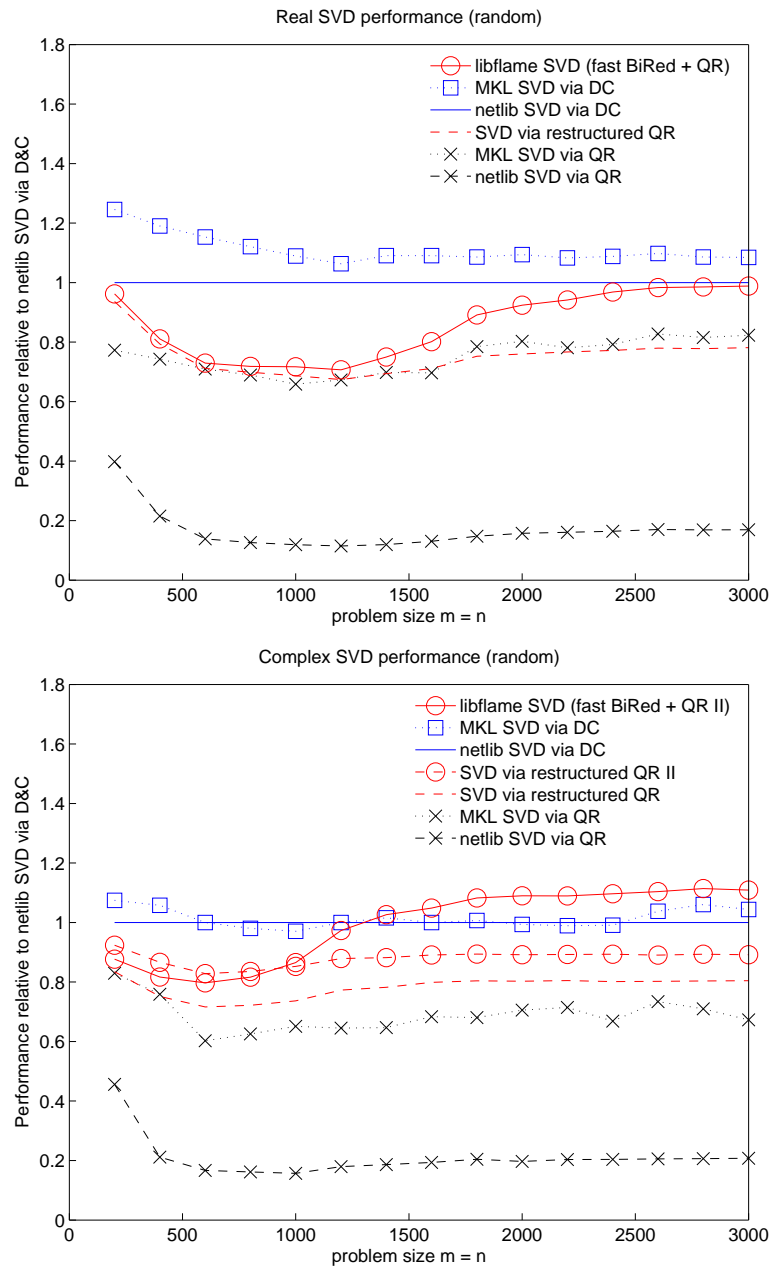 Real SVD performance (random)
1.8
1.6
1.4
1.2
1
0.8
0.6
0.4
0.2
0
Performance relative to netlib SVD via D&C
libflame SVD (fast BiRed + QR)
MKL SVD via DC
netlib SVD via DC
SVD via restructured QR
MKL SVD via QR
netlib SVD via QR
0 500 1000 1500 2000 2500 3000
problem size m = n
Complex SVD performance (random)
1.8
1.6
1.4
1.2
1
0.8
0.6
0.4
0.2
0
Performance relative to netlib SVD via D&C
libflame SVD (fast BiRed + QR II)
MKL SVD via DC
netlib SVD via DC
SVD via restructured QR II
SVD via restructured QR
MKL SVD via QR
netlib SVD via QR
0 500 1000 1500 2000 2500 3000
problem size m = n